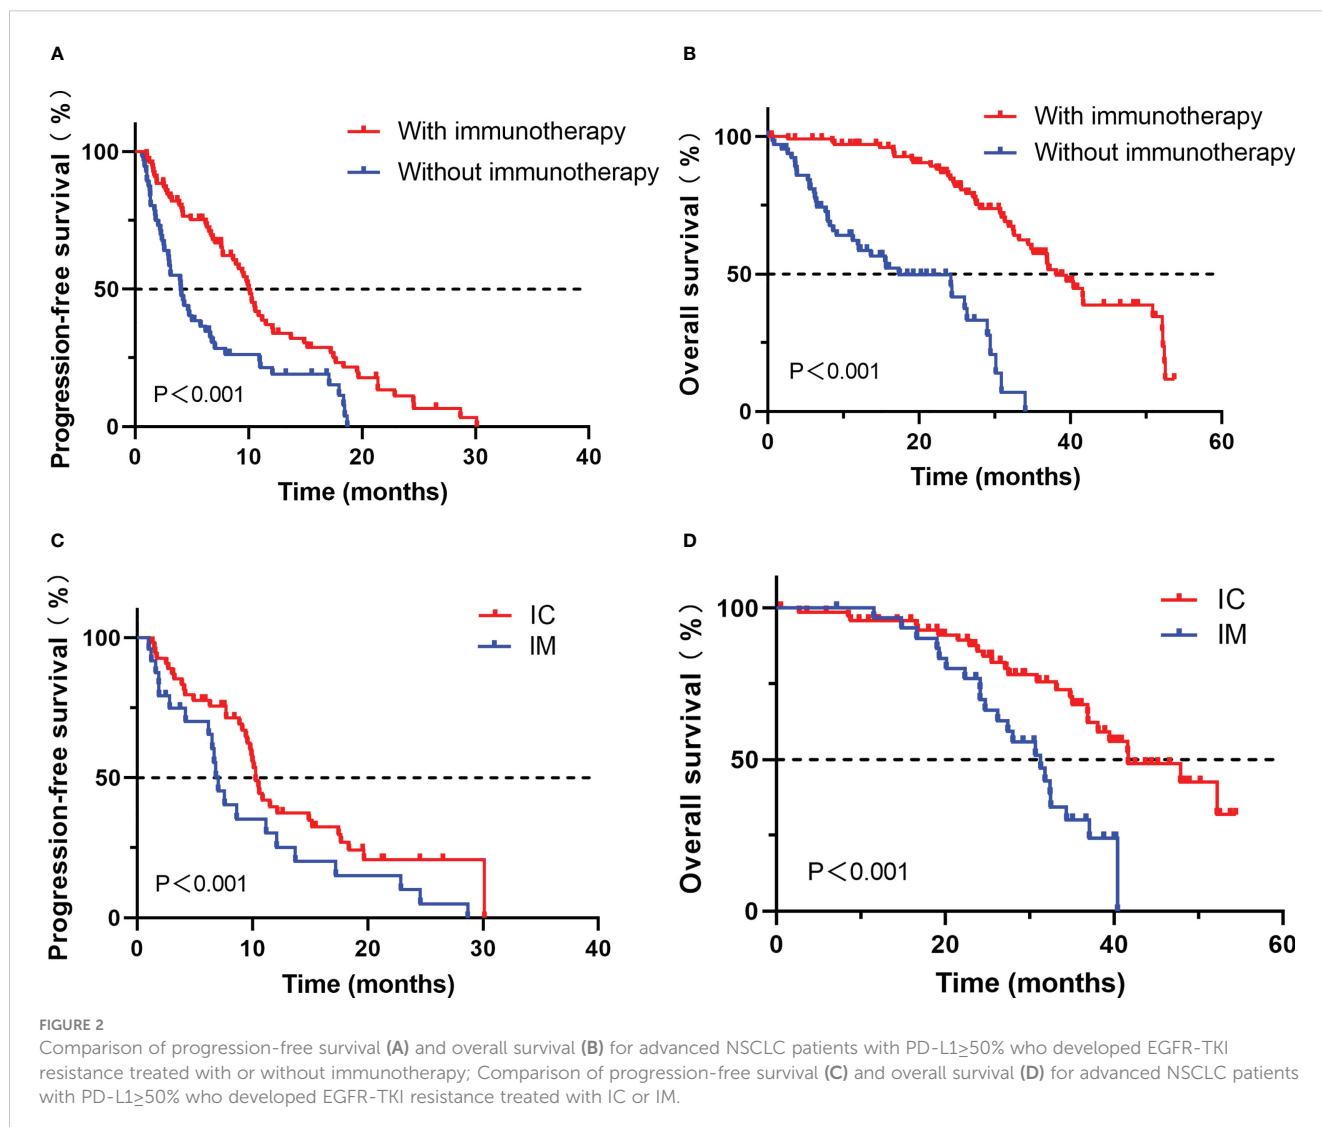 A
Progression-free survival ( %)
100
50
0
0 10 20 30 40
Time (months)
With immunotherapy
Without immunotherapy
P<0.001
B
Overall survival ( %)
100
50
0
0 20 40 60
Time (months)
With immunotherapy
Without immunotherapy
P<0.001
C
Progression-free survival ( %)
100
50
0
0 10 20 30 40
Time (months)
IC
IM
P<0.001
D
Overall survival ( %)
100
50
0
0 20 40 60
Time (months)
IC
IM
P<0.001
FIGURE 2
Comparison of progression-free survival (A) and overall survival (B) for advanced NSCLC patients with PD-L1≥50% who developed EGFR-TKI
resistance treated with or without immunotherapy; Comparison of progression-free survival (C) and overall survival (D) for advanced NSCLC patients
with PD-L1≥50% who developed EGFR-TKI resistance treated with IC or IM.